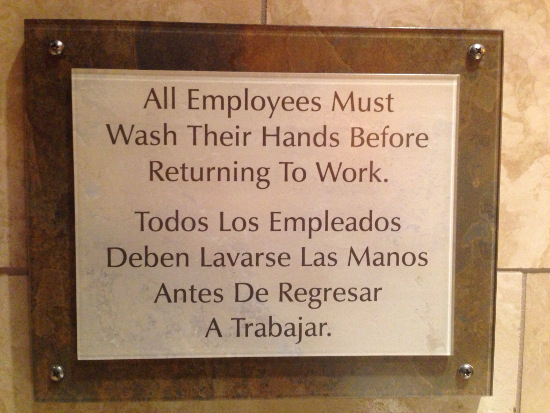 All Employees Must
Wash Their Hands Before
Returning To Work.
Todos Los Empleados
Deben Lavarse Las Manos
Antes De Regresar
A Trabajar.